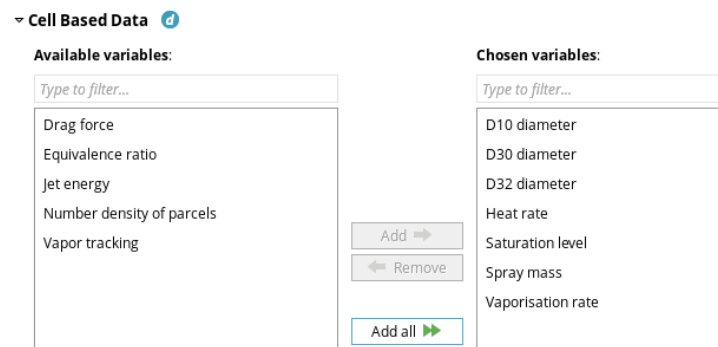 Cell Based Data d
Available variables:
Type to filter...
Drag force
Equivalence ratio
Jet energy
Number density of parcels
Vapor tracking
Add
Remove
Add all
Chosen variables:
Type to filter...
D10 diameter
D30 diameter
D32 diameter
Heat rate
Saturation level
Spray mass
Vaporisation rate